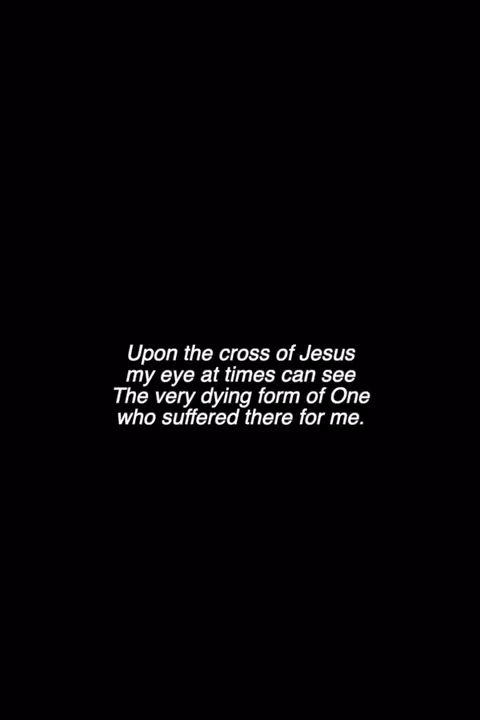 Upon the cross of Jesus
my eye at times can see
The very dying form of One
who suffered there for me.